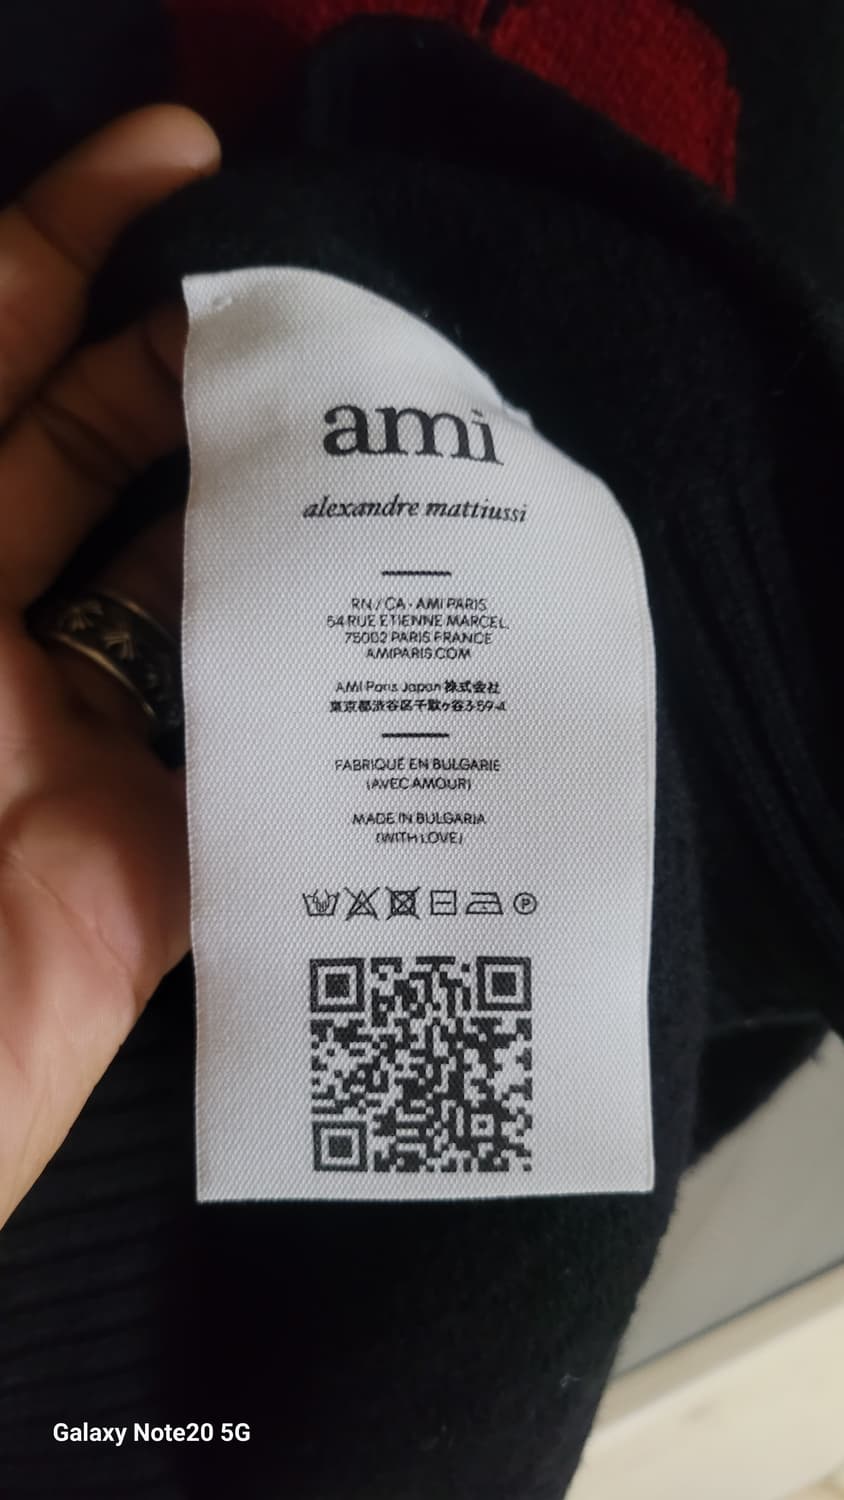 ami
alexandre mattiussi
RN / CA - AMI PARIS
54 RUE ETIENNE MARCEL,
75002 PARIS FRANCE
AMIPARIS.COM
AMI Paris Japan 株式会社
東京都渋谷区千駄ヶ谷3-59-4
FABRIQUÉ EN BULGARIE
(AVEC AMOUR)
MADE IN BULGARIA
(WITH LOVE)
P
Galaxy Note20 5G